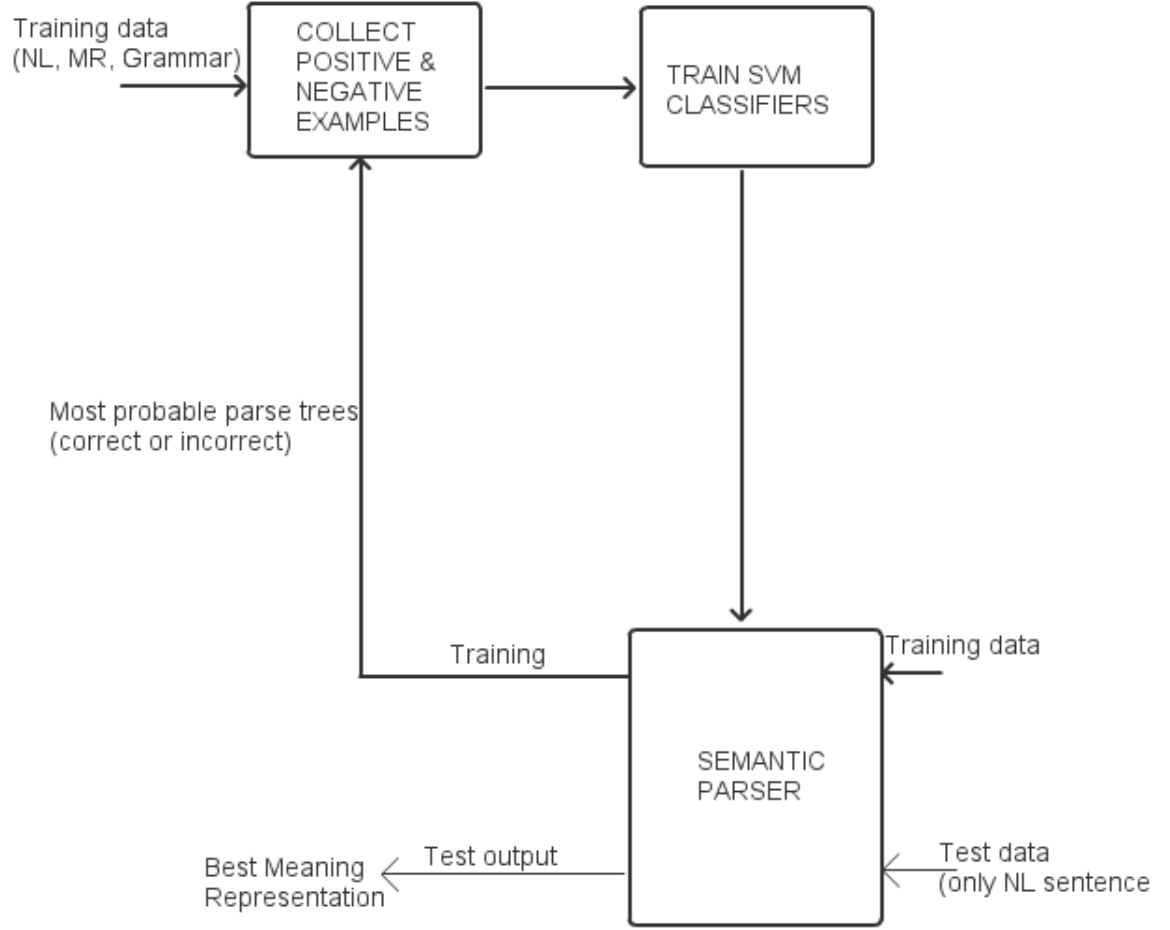 Training data
(NL, MR, Grammar)
COLLECT
POSITIVE &
NEGATIVE
EXAMPLES
TRAIN SVM
CLASSIFIERS
Most probable parse trees
(correct or incorrect)
Training
Training data
SEMANTIC
PARSER
Test output
Best Meaning
Representation
Test data
(only NL sentence